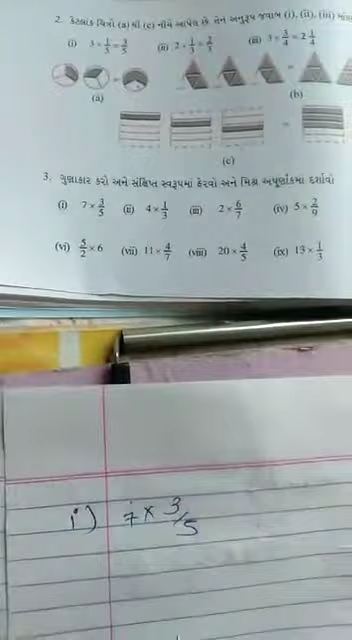 2. કેટલાંક ચિત્રો (a) થી (c) નીચે આપેલ છે તેને અનુરૂપ જવાબ (i), (ii), (iii) માંથી
(i) 3 × 1/5 = 3/5 (ii) 2 × 1/3 = 2/3 (iii) 3 × 3/4 = 2 1/4
+ = =
(a) (b)
=
(c)
3. ગુણાકાર કરો અને સંક્ષિપ્ત સ્વરૂપમાં ફેરવો અને મિશ્ર અપૂર્ણાંકમાં દર્શાવો
(i) 7 × 3/5 (ii) 4 × 1/3 (iii) 2 × 6/7 (iv) 5 × 2/9
(vi) 5/2 × 6 (vii) 11 × 4/7 (viii) 20 × 4/5 (ix) 13 × 1/3
i) 7 × 3/5